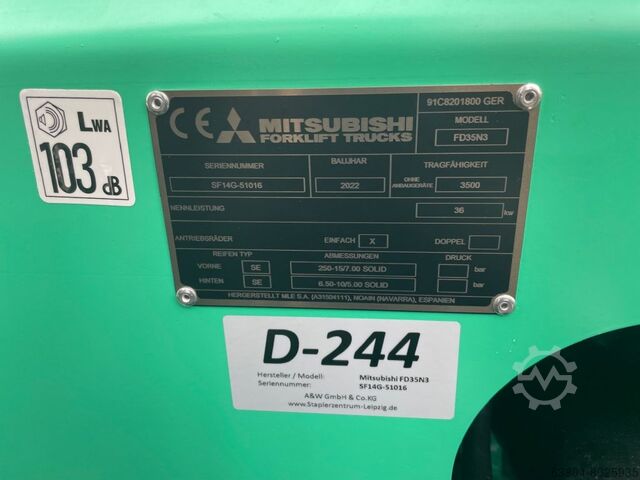 LWA
103 dB
CE MITSUBISHI
FORKLIFT TRUCKS
91C8201800 GER
MODELL
FD35N3
SERIENNUMMER BAUJHAR TRAGFÄHIGKEIT
SF14G-51016 2022 OHNE ANBAUGERÄTE 3500
NENNLEISTUNG 36 kw
ANTRIEBSRÄDER EINFACH X DOPPEL
REIFEN TYP ABMESSUNGEN DRUCK
VORNE SE 250-15/7.00 SOLID bar
HINTEN SE 6.50-10/5.00 SOLID bar
HERGERSTELLT MLE S.A. (A31504111), NOAIN (NAVARRA), ESPANIEN
D-244
Hersteller / Modell: Mitsubishi FD35N3
Seriennummer: SF14G-51016
A&W GmbH & Co.KG
www.Staplerzentrum-Leipzig.de